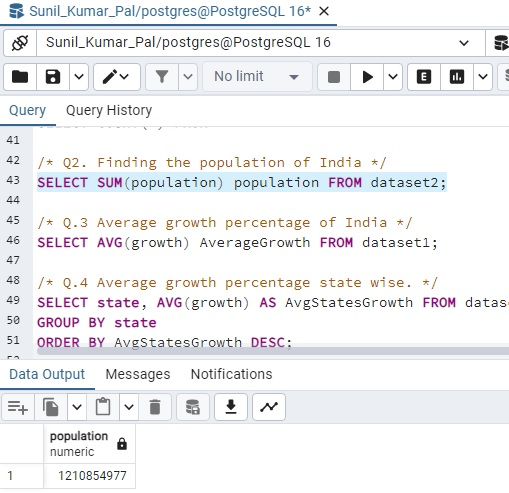 Sunil_Kumar_Pal/postgres@PostgreSQL 16* ×
Sunil_Kumar_Pal/postgres@PostgreSQL 16
No limit
E
Query Query History
41
42 /* Q2. Finding the population of India */
43 SELECT SUM(population) population FROM dataset2;
44
45 /* Q.3 Average growth percentage of India */
46 SELECT AVG(growth) AverageGrowth FROM dataset1;
47
48 /* Q.4 Average growth percentage state wise. */
49 SELECT state, AVG(growth) AS AvgStatesGrowth FROM datas
50 GROUP BY state
51 ORDER BY AvgStatesGrowth DESC;
Data Output Messages Notifications
population
numeric
1 1210854977